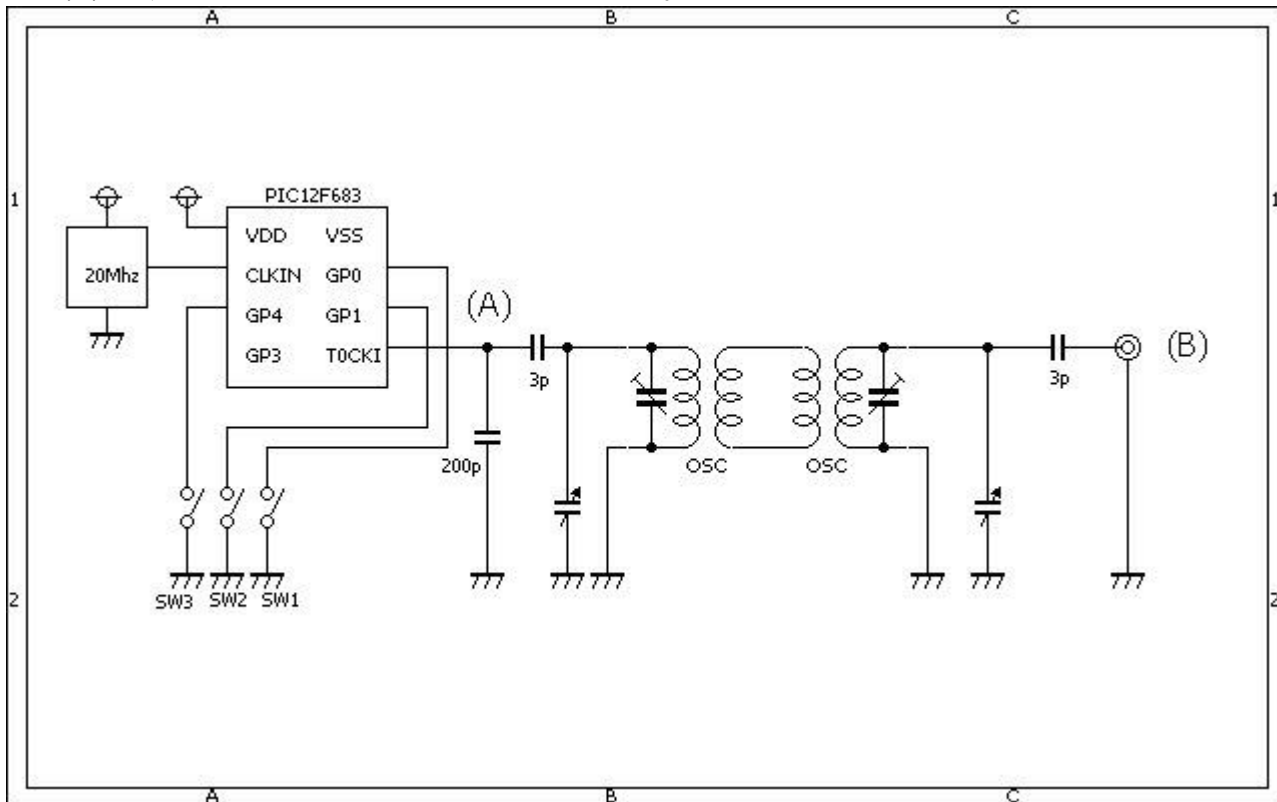 A B C
1 1
PIC12F683
VDD VSS
20Mhz CLKIN GP0
GP4 GP1
GP3 T0CKI
(A)
(B)
3p 3p
200p
OSC OSC
SW3 SW2 SW1
2 2
A B C